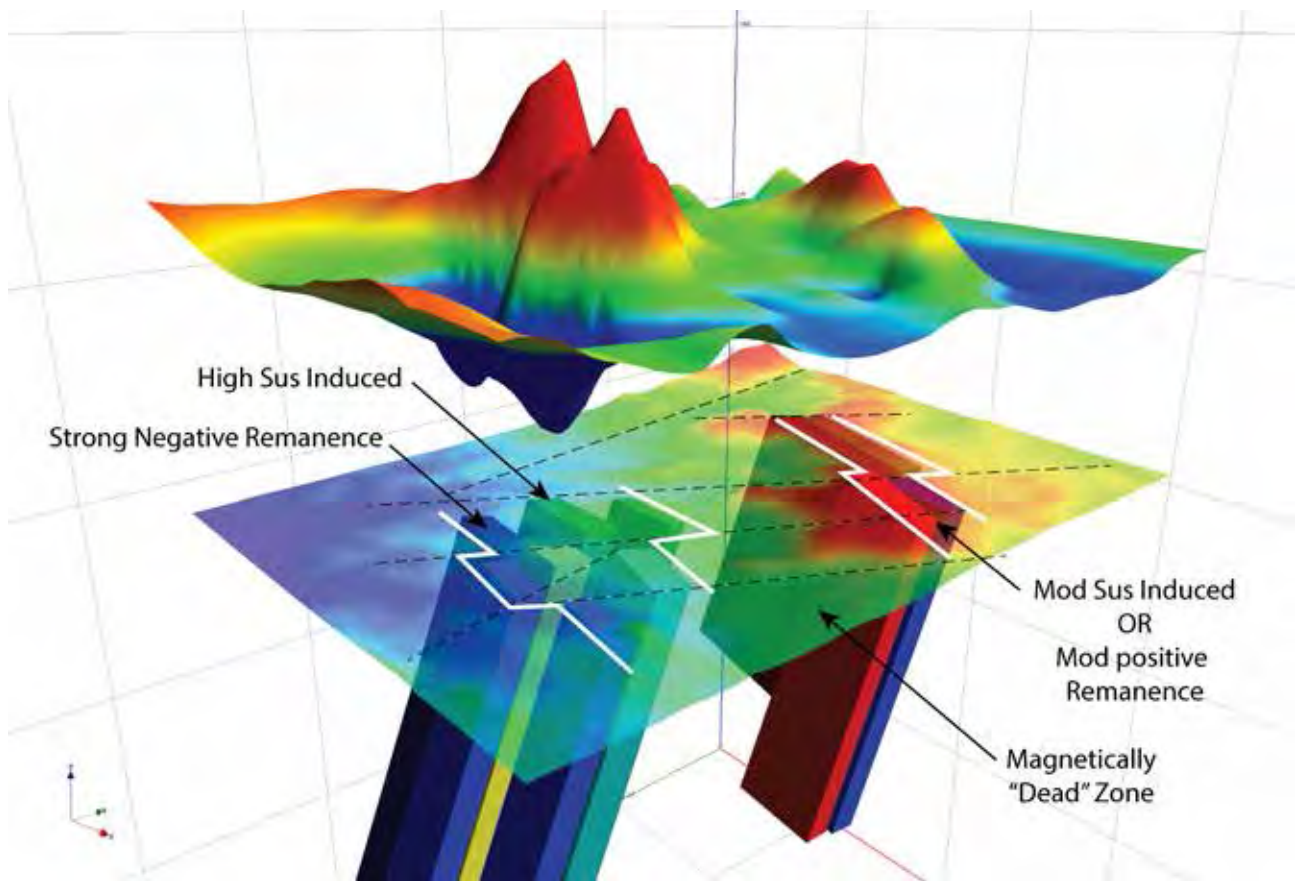 High Sus Induced
Strong Negative Remanence
Mod Sus Induced
OR
Mod positive
Remanence
Magnetically
“Dead” Zone